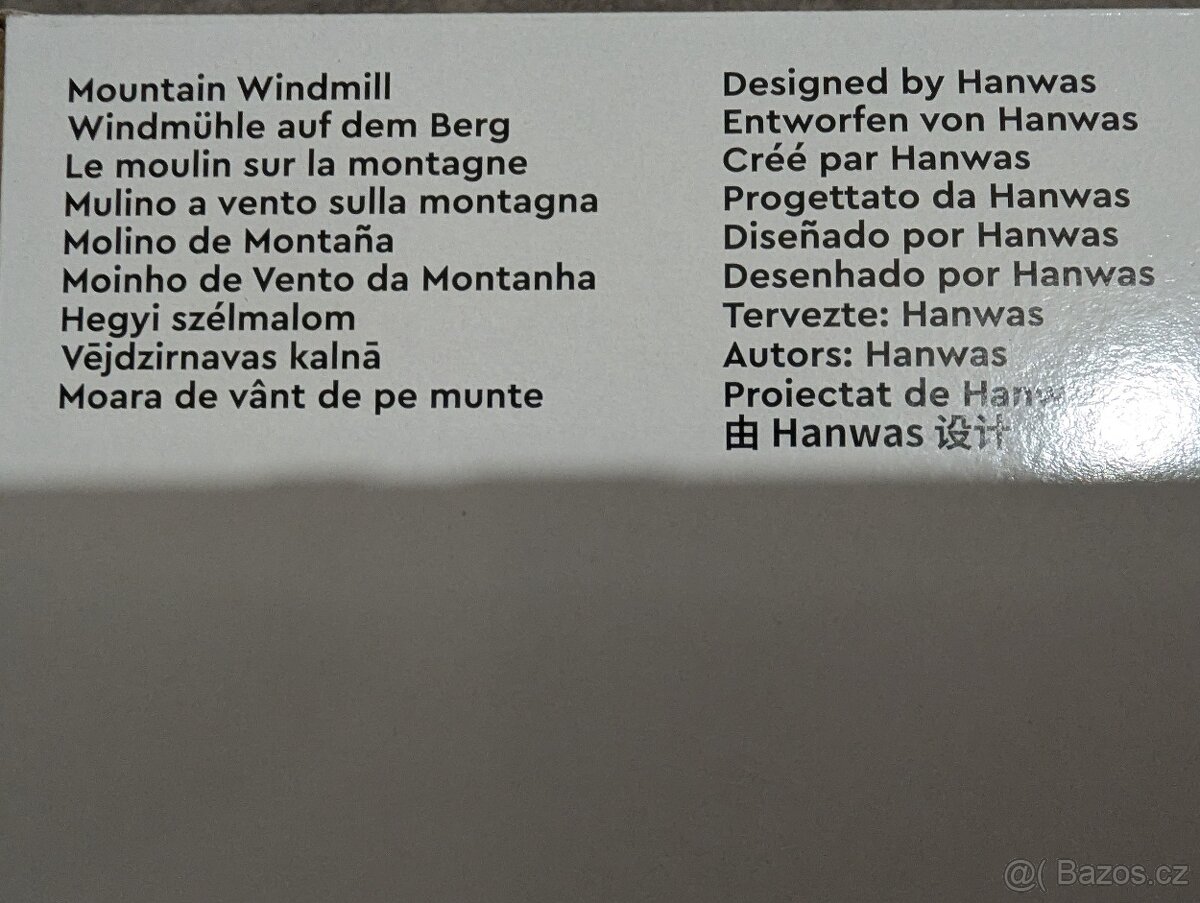 Mountain Windmill
Windmühle auf dem Berg
Le moulin sur la montagne
Mulino a vento sulla montagna
Molino de Montaña
Moinho de Vento da Montanha
Hegyi szélmalom
Vējdzirnavas kalnā
Moara de vânt de pe munte
Designed by Hanwas
Entworfen von Hanwas
Créé par Hanwas
Progettato da Hanwas
Diseñado por Hanwas
Desenhado por Hanwas
Tervezte: Hanwas
Autors: Hanwas
Proiectat de Hanw
由 Hanwas 设计
@( Bazos.cz